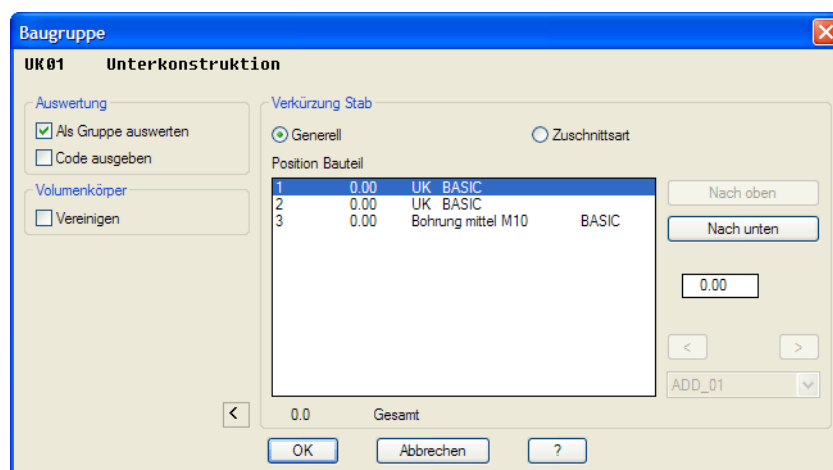 Baugruppe
UK01 Unterkonstruktion
Auswertung
Als Gruppe auswerten
Code ausgeben
Volumenkörper
Vereinigen
Verkürzung Stab
Generell Zuschnittsart
Position Bauteil
1 0.00 UK BASIC
2 0.00 UK BASIC
3 0.00 Bohrung mittel M10 BASIC
Nach oben
Nach unten
0.00
< >
ADD_01
< 0.0 Gesamt
OK Abbrechen ?